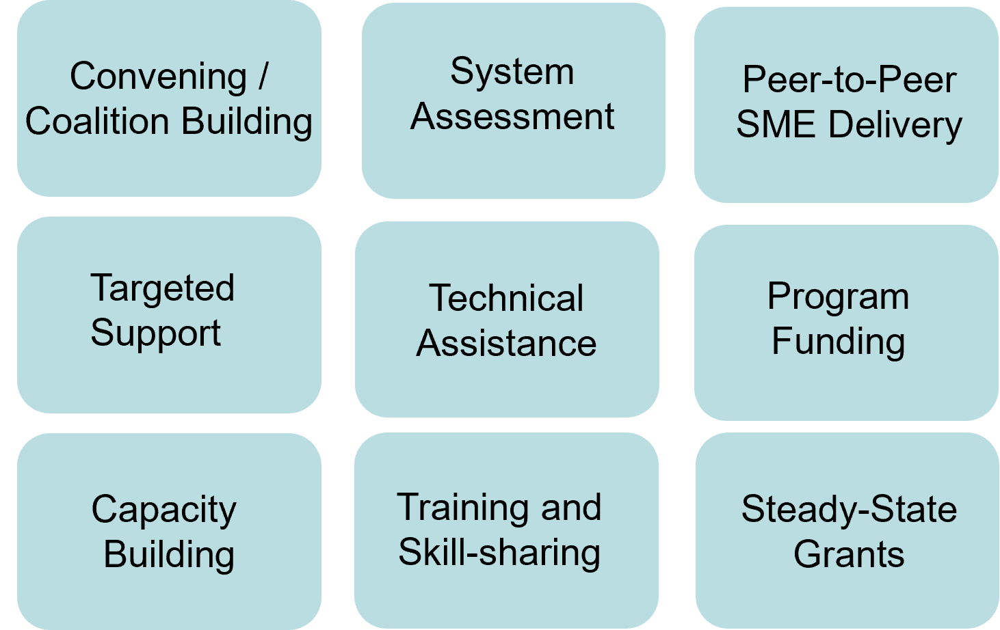 Convening /
Coalition Building
System
Assessment
Peer-to-Peer
SME Delivery
Targeted
Support
Technical
Assistance
Program
Funding
Capacity
Building
Training and
Skill-sharing
Steady-State
Grants